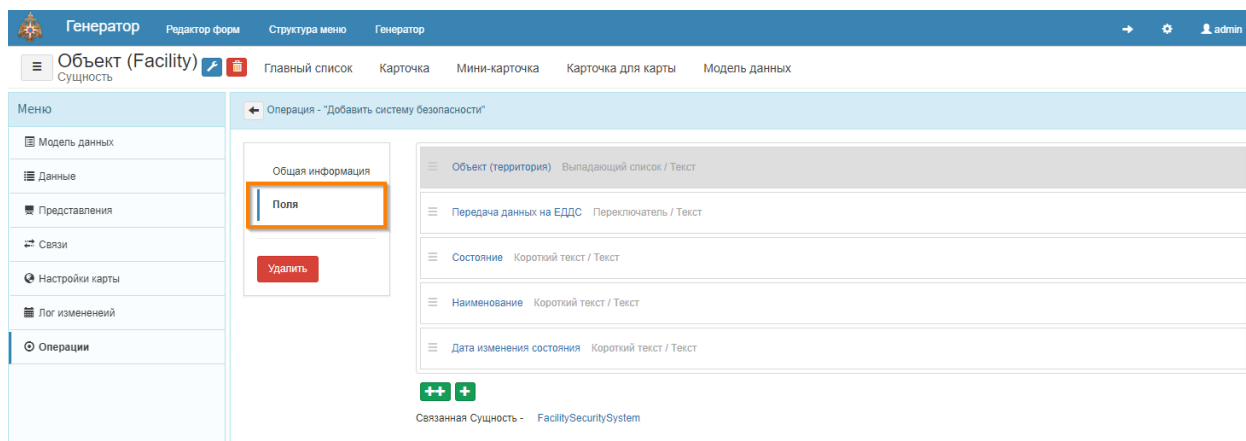 Генератор Редактор форм Структура меню Генератор admin
Объект (Facility) Главный список Карточка Мини-карточка Карточка для карты Модель данных
Сущность
Меню
Операция - "Добавить систему безопасности"
Модель данных
Данные
Представления
Связи
Настройки карты
Лог измененеий
Операции
Общая информация
Поля
Удалить
Объект (территория) Выпадающий список / Текст
Передача данных на ЕДДС Переключатель / Текст
Состояние Короткий текст / Текст
Наименование Короткий текст / Текст
Дата изменения состояния Короткий текст / Текст
++ +
Связанная Сущность - FacilitySecuritySystem